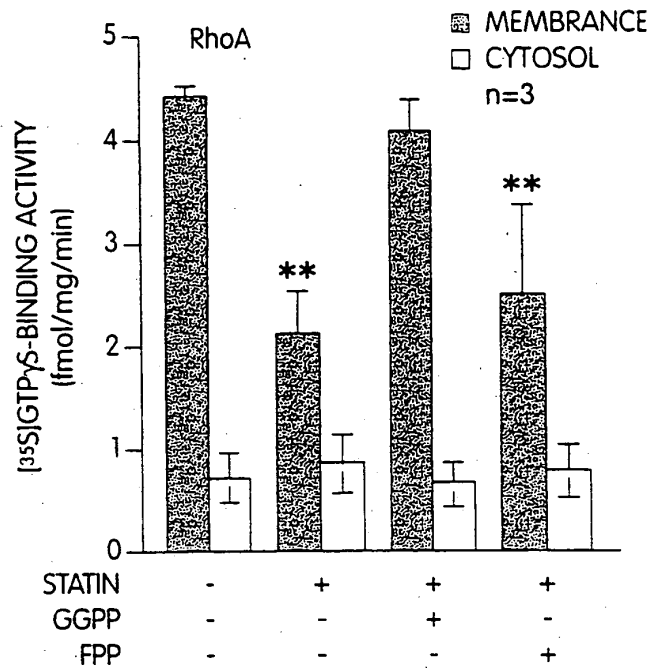 RhoA
MEMBRANCE
CYTOSOL
n=3
[35S]GTPγS-BINDING ACTIVITY
(fmol/mg/min)
5
4
3
2
1
0
**
**
STATIN - + + +
GGPP - - + -
FPP - - - +